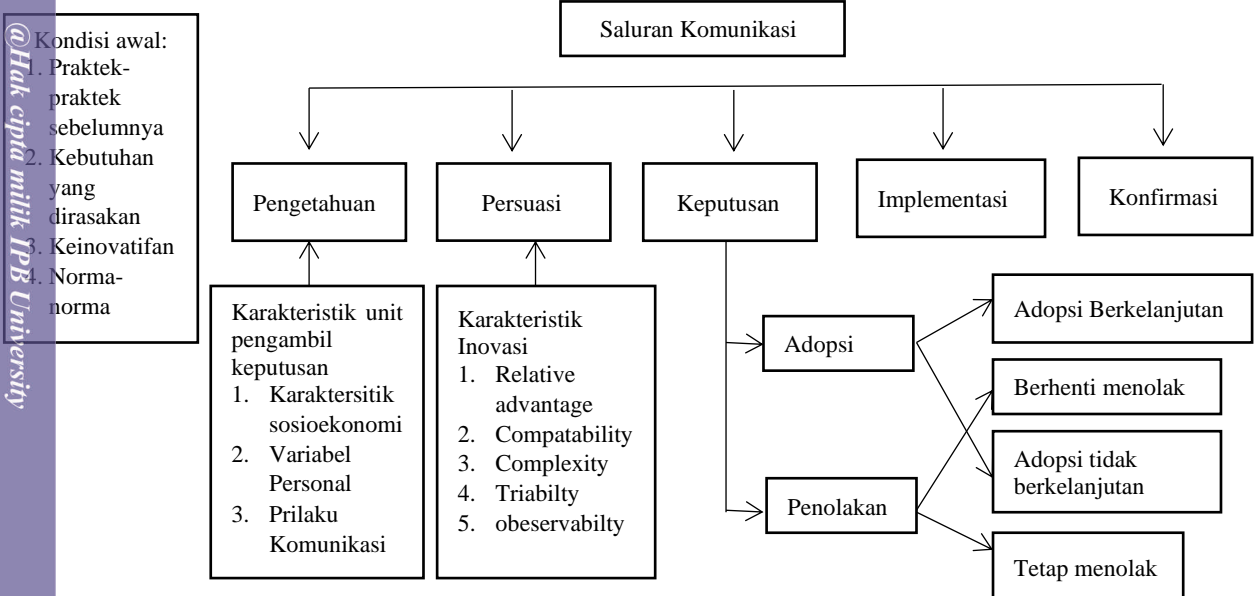 Saluran Komunikasi
Kondisi awal:
1. Praktek-
praktek
sebelumnya
2. Kebutuhan
yang
dirasakan
3. Keinovatifan
4. Norma-
norma
@Hak cipta milik IPB University
Pengetahuan
Persuasi
Keputusan
Implementasi
Konfirmasi
Karakteristik unit
pengambil
keputusan
1. Karaktersitik
sosioekonomi
2. Variabel
Personal
3. Prilaku
Komunikasi
Karakteristik
Inovasi
1. Relative
advantage
2. Compatability
3. Complexity
4. Triabilty
5. obeservabilty
Adopsi
Penolakan
Adopsi Berkelanjutan
Berhenti menolak
Adopsi tidak
berkelanjutan
Tetap menolak